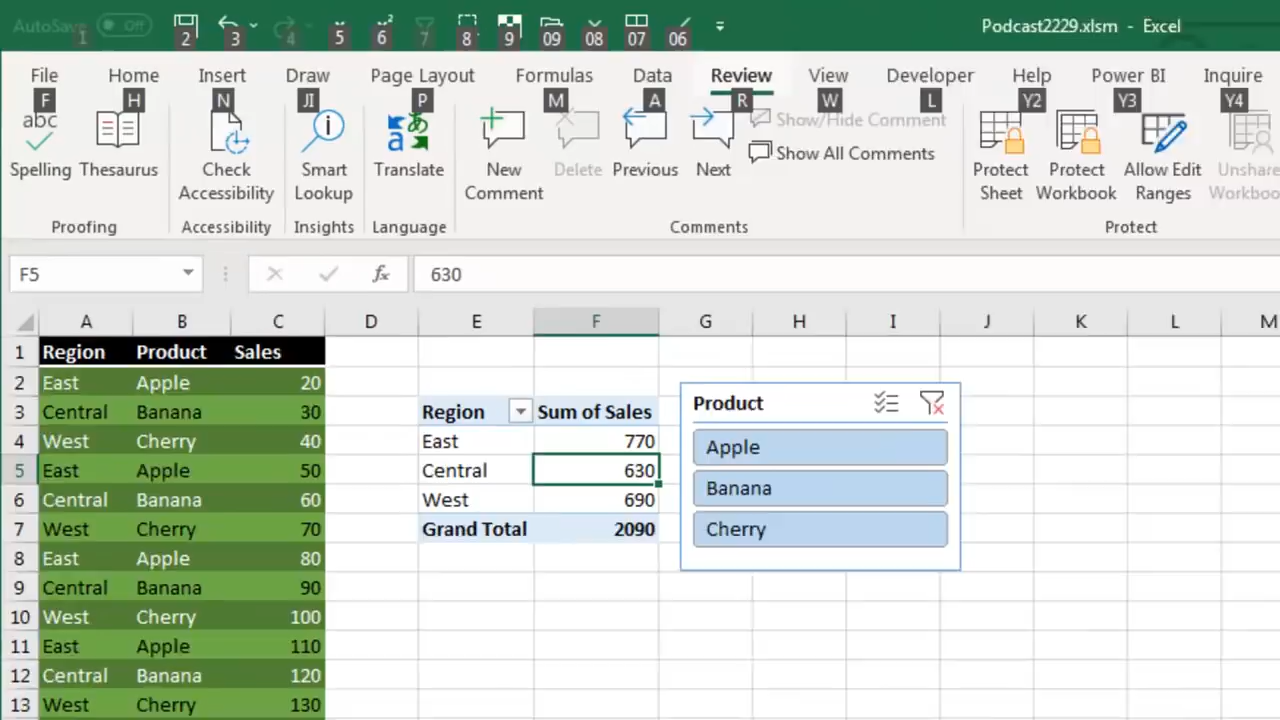 AutoSave Off
1 2 3 4 5 6 7 8 9 09 08 07 06
Podcast2229.xlsm - Excel
File Home Insert Draw Page Layout Formulas Data Review View Developer Help Power BI Inquire
F H N JI P M A R W L Y2 Y3 Y4
abc
Spelling
Thesaurus
Check
Accessibility
Smart
Lookup
Translate
New
Comment
Delete
Previous
Next
Show/Hide Comment
Show All Comments
Protect
Sheet
Protect
Workbook
Allow Edit
Ranges
Unshare
Workbook
Proofing Accessibility Insights Language Comments Protect
F5 fx 630
A B C D E F G H I J K L M
1 Region Product Sales
2 East Apple 20
3 Central Banana 30 Region Sum of Sales
4 West Cherry 40 East 770
5 East Apple 50 Central 630
6 Central Banana 60 West 690
7 West Cherry 70 Grand Total 2090
8 East Apple 80
9 Central Banana 90
10 West Cherry 100
11 East Apple 110
12 Central Banana 120
13 West Cherry 130
Product
Apple
Banana
Cherry